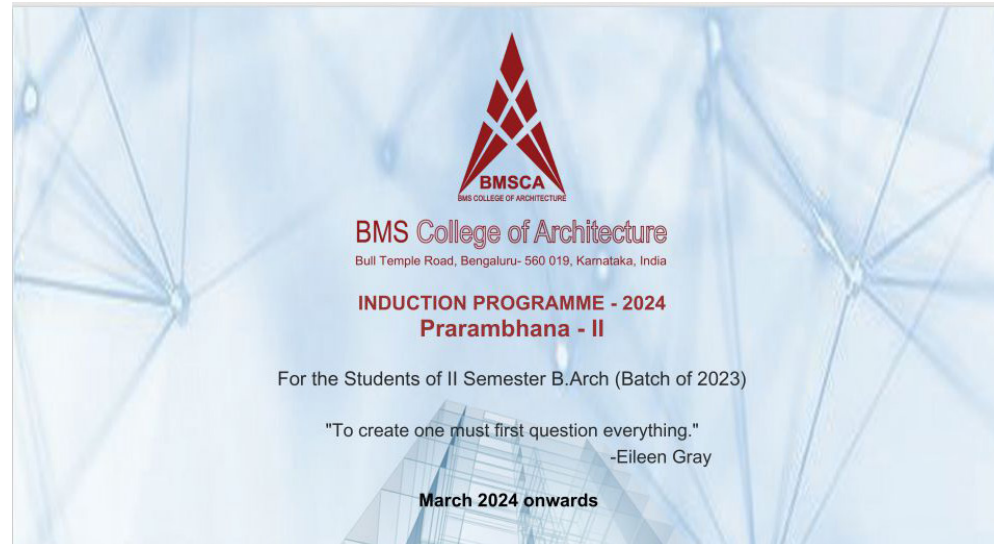 BMSCA
BMS COLLEGE OF ARCHITECTURE
BMS College of Architecture
Bull Temple Road, Bengaluru- 560 019, Karnataka, India
INDUCTION PROGRAMME - 2024
Prarambhana - II
For the Students of II Semester B.Arch (Batch of 2023)
"To create one must first question everything."
-Eileen Gray
March 2024 onwards